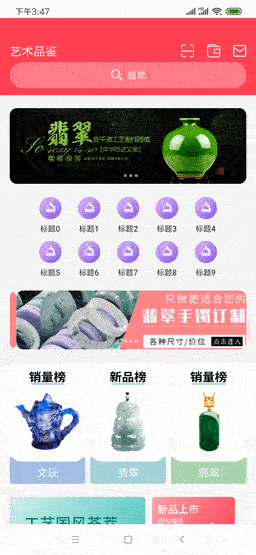 下午3:47
艺术品鉴
翡翠
翡翠
标题0
标题1
标题2
标题3
标题4
标题5
标题6
标题7
标题8
标题9
只做更适合您的
翡翠手镯订制
各种尺寸/价位
点击进入
销量榜
新品榜
销量榜
文玩
翡翠
翡翠
新品上市